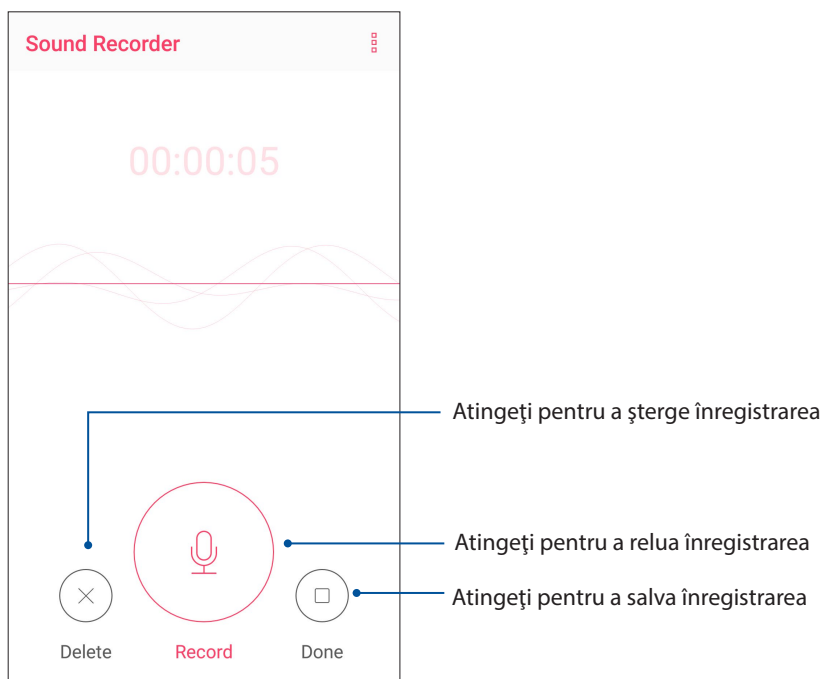 Sound Recorder
00:00:05
Atingeţi pentru a şterge înregistrarea
Atingeţi pentru a relua înregistrarea
Atingeţi pentru a salva înregistrarea
Delete Record Done